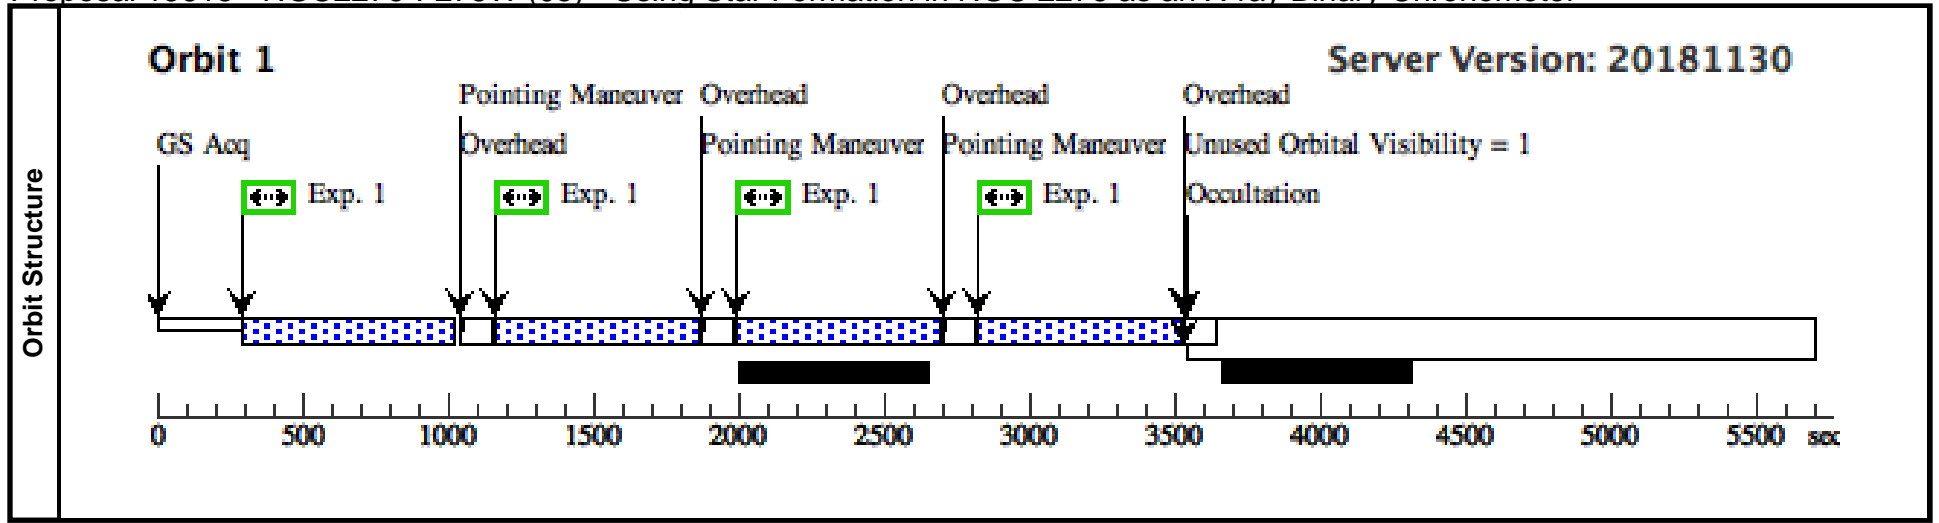 Orbit Structure
Orbit 1
Server Version: 20181130
Pointing Maneuver Overhead Overhead Overhead
GS Acq Overhead Pointing Maneuver Pointing Maneuver Unused Orbital Visibility = 1
Exp. 1 Exp. 1 Exp. 1 Exp. 1 Occultation
0 500 1000 1500 2000 2500 3000 3500 4000 4500 5000 5500 sec